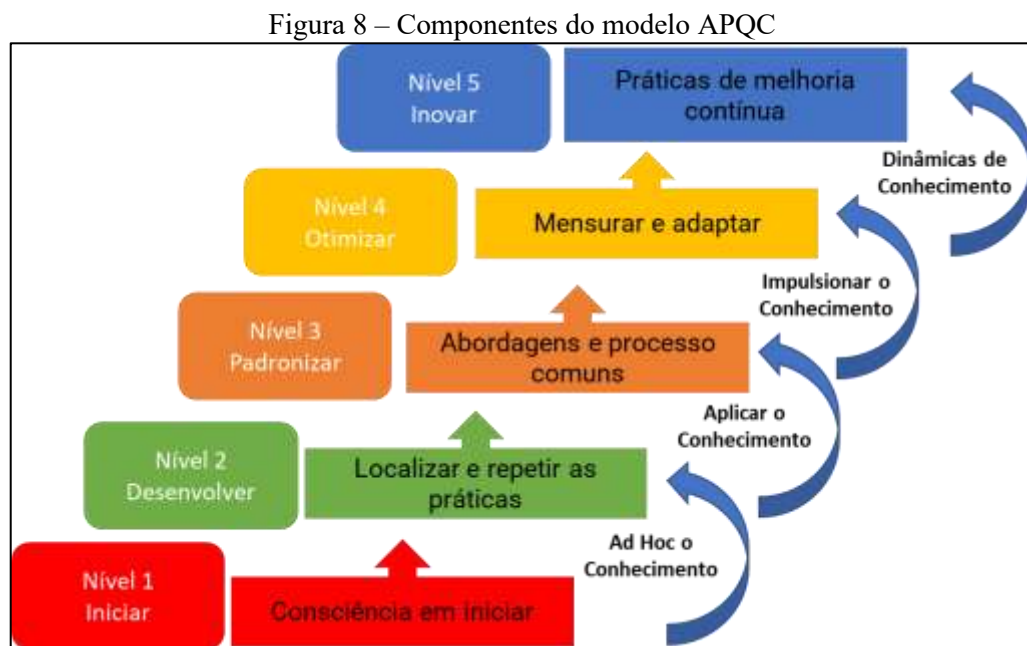 Figura 8 – Componentes do modelo APQC
Nível 5
Inovar
Práticas de melhoria
contínua
Dinâmicas de
Conhecimento
Nível 4
Otimizar
Mensurar e adaptar
Impulsionar o
Conhecimento
Nível 3
Padronizar
Abordagens e processo
comuns
Aplicar o
Conhecimento
Nível 2
Desenvolver
Localizar e repetir as
práticas
Ad Hoc o
Conhecimento
Nível 1
Iniciar
Consciência em iniciar